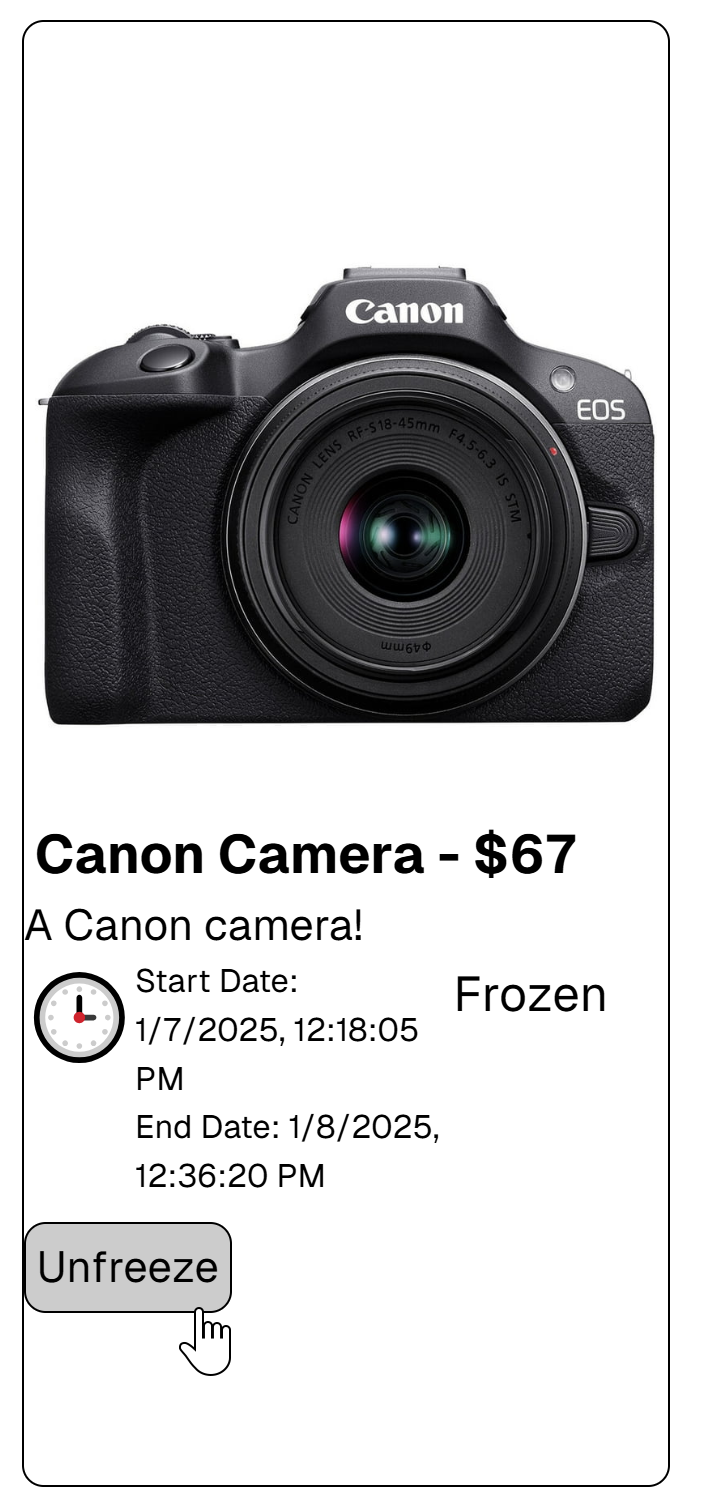 Canon
EOS
CANON LENS RF-S18-45mm F4.5-6.3 IS STM
Φ49mm
Canon Camera - $67
A Canon camera!
Start Date:
1/7/2025, 12:18:05
PM
End Date: 1/8/2025,
12:36:20 PM
Frozen
Unfreeze